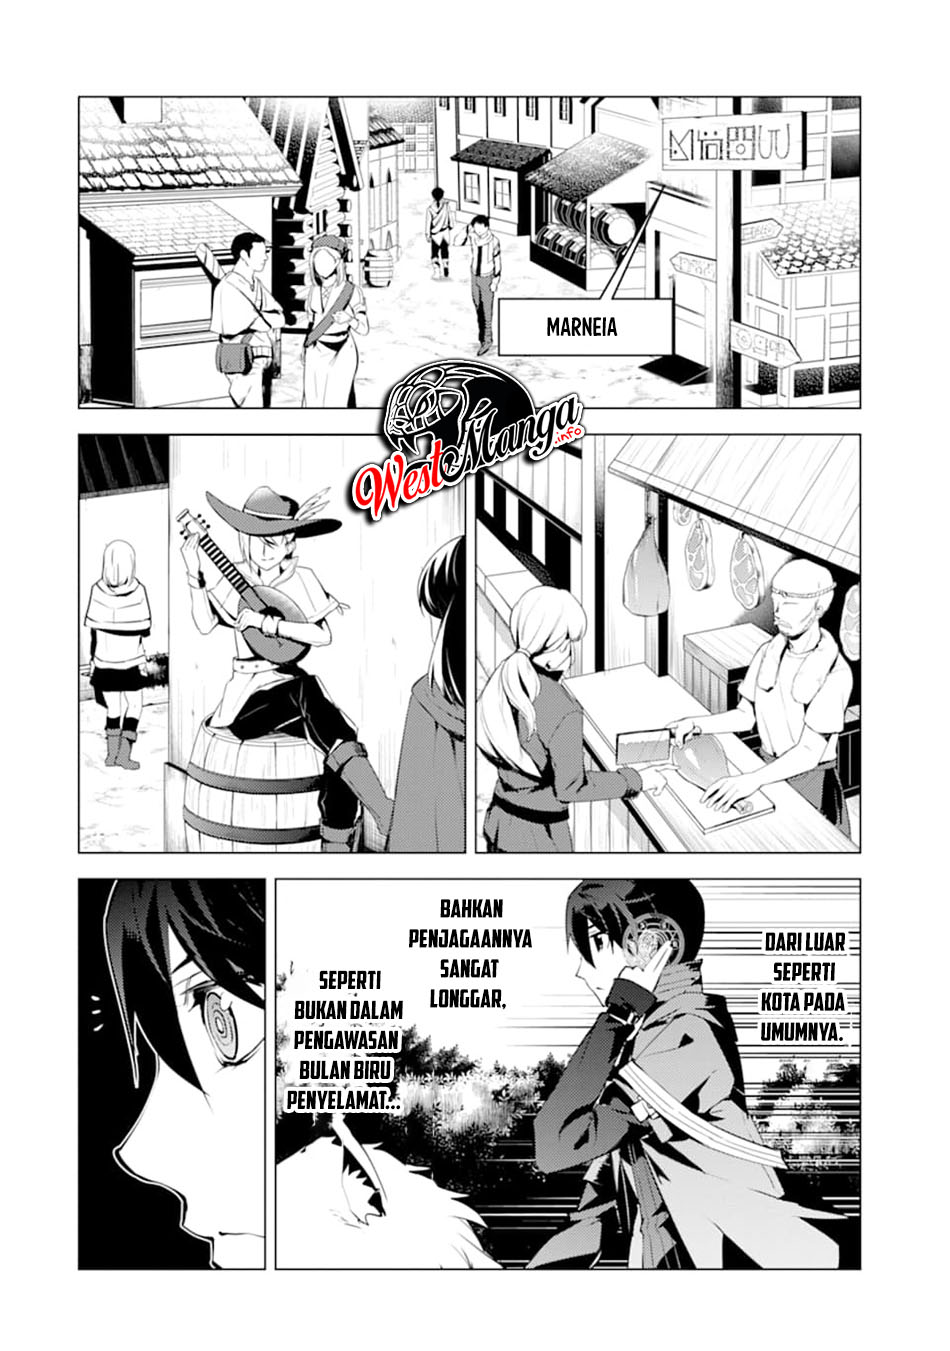 MARNEIA
WestManga
.info
DARI LUAR
SEPERTI
KOTA PADA
UMUMNYA.
BAHKAN
PENJAGAANNYA
SANGAT
LONGGAR,
SEPERTI
BUKAN DALAM
PENGAWASAN
BULAN BIRU
PENYELAMAT...